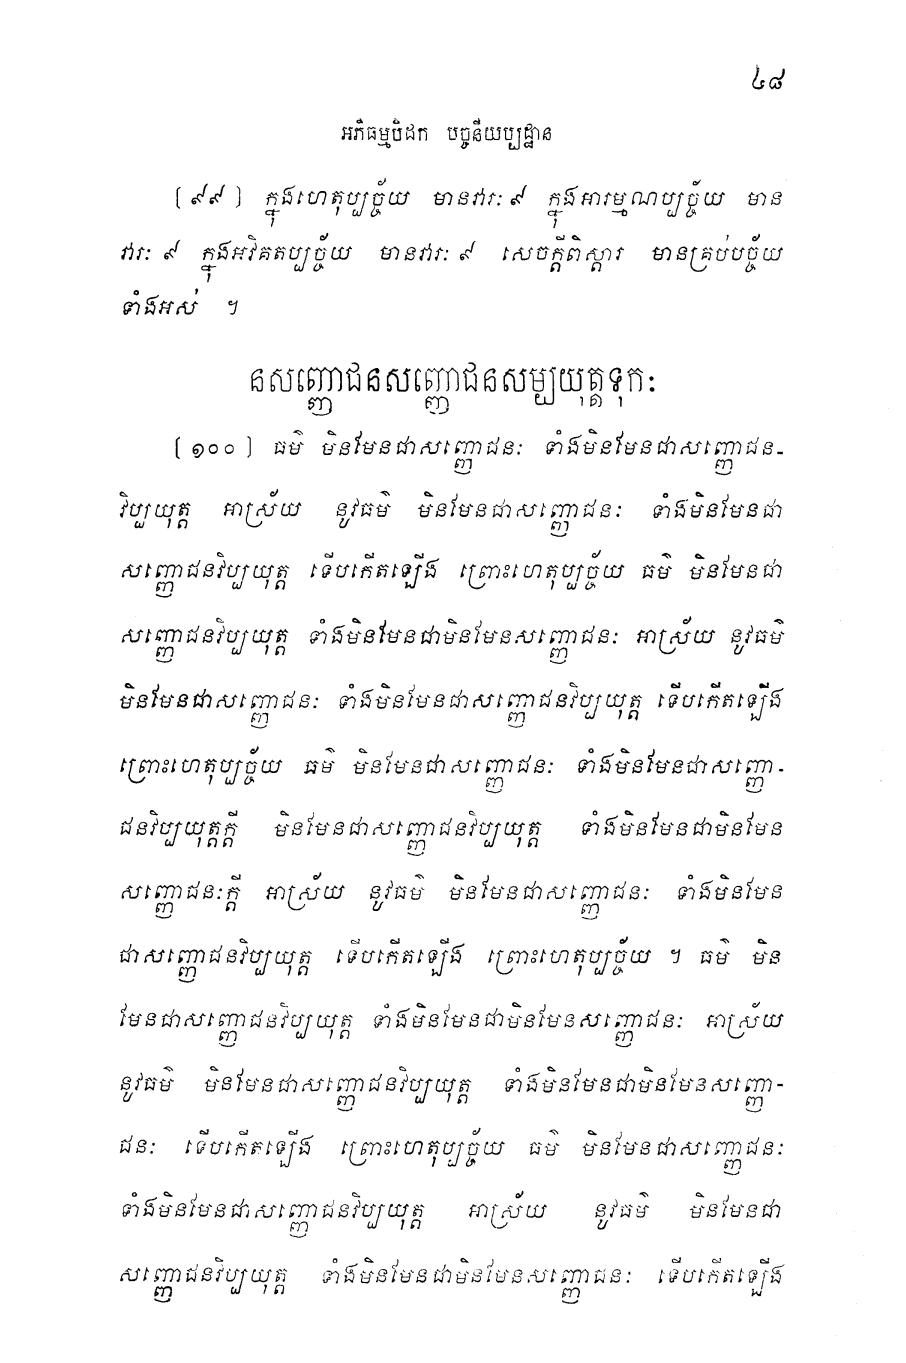 ៤៨
អភិធម្មបិដក បច្ចនីយប្បដ្ឋាន
(៩៩) ក្នុងហេតុប្បច្ច័យ មានវារៈ ៩ ក្នុងអារម្មណប្បច្ច័យ មាន
វារៈ ៩ ក្នុងអវិគតប្បច្ច័យ មានវារៈ ៩ សេចក្តីពិស្តារ មានគ្រប់បច្ច័យ
ទាំងអស់ ។
នសញ្ញោជនសញ្ញោជនសម្បយុត្តទុកៈ
(១០០) ធម៌ មិនមែនជាសញ្ញោជនៈ ទាំងមិនមែនជាសញ្ញោជន-
វិប្បយុត្ត អាស្រ័យ នូវធម៌ មិនមែនជាសញ្ញោជនៈ ទាំងមិនមែនជា
សញ្ញោជនវិប្បយុត្ត ទើបកើតឡើង ព្រោះហេតុប្បច្ច័យ ធម៌ មិនមែនជា
សញ្ញោជនវិប្បយុត្ត ទាំងមិនមែនជាមិនមែនសញ្ញោជនៈ អាស្រ័យ នូវធម៌
មិនមែនជាសញ្ញោជនៈ ទាំងមិនមែនជាសញ្ញោជនវិប្បយុត្ត ទើបកើតឡើង
ព្រោះហេតុប្បច្ច័យ ធម៌ មិនមែនជាសញ្ញោជនៈ ទាំងមិនមែនជាសញ្ញោ-
ជនវិប្បយុត្តក្តី មិនមែនជាសញ្ញោជនវិប្បយុត្ត ទាំងមិនមែនជាមិនមែន
សញ្ញោជនៈក្តី អាស្រ័យ នូវធម៌ មិនមែនជាសញ្ញោជនៈ ទាំងមិនមែន
ជាសញ្ញោជនវិប្បយុត្ត ទើបកើតឡើង ព្រោះហេតុប្បច្ច័យ ។ ធម៌ មិន
មែនជាសញ្ញោជនវិប្បយុត្ត ទាំងមិនមែនជាមិនមែនសញ្ញោជនៈ អាស្រ័យ
នូវធម៌ មិនមែនជាសញ្ញោជនវិប្បយុត្ត ទាំងមិនមែនជាមិនមែនសញ្ញោ-
ជនៈ ទើបកើតឡើង ព្រោះហេតុប្បច្ច័យ ធម៌ មិនមែនជាសញ្ញោជនៈ
ទាំងមិនមែនជាសញ្ញោជនវិប្បយុត្ត អាស្រ័យ នូវធម៌ មិនមែនជា
សញ្ញោជនវិប្បយុត្ត ទាំងមិនមែនជាមិនមែនសញ្ញោជនៈ ទើបកើតឡើង